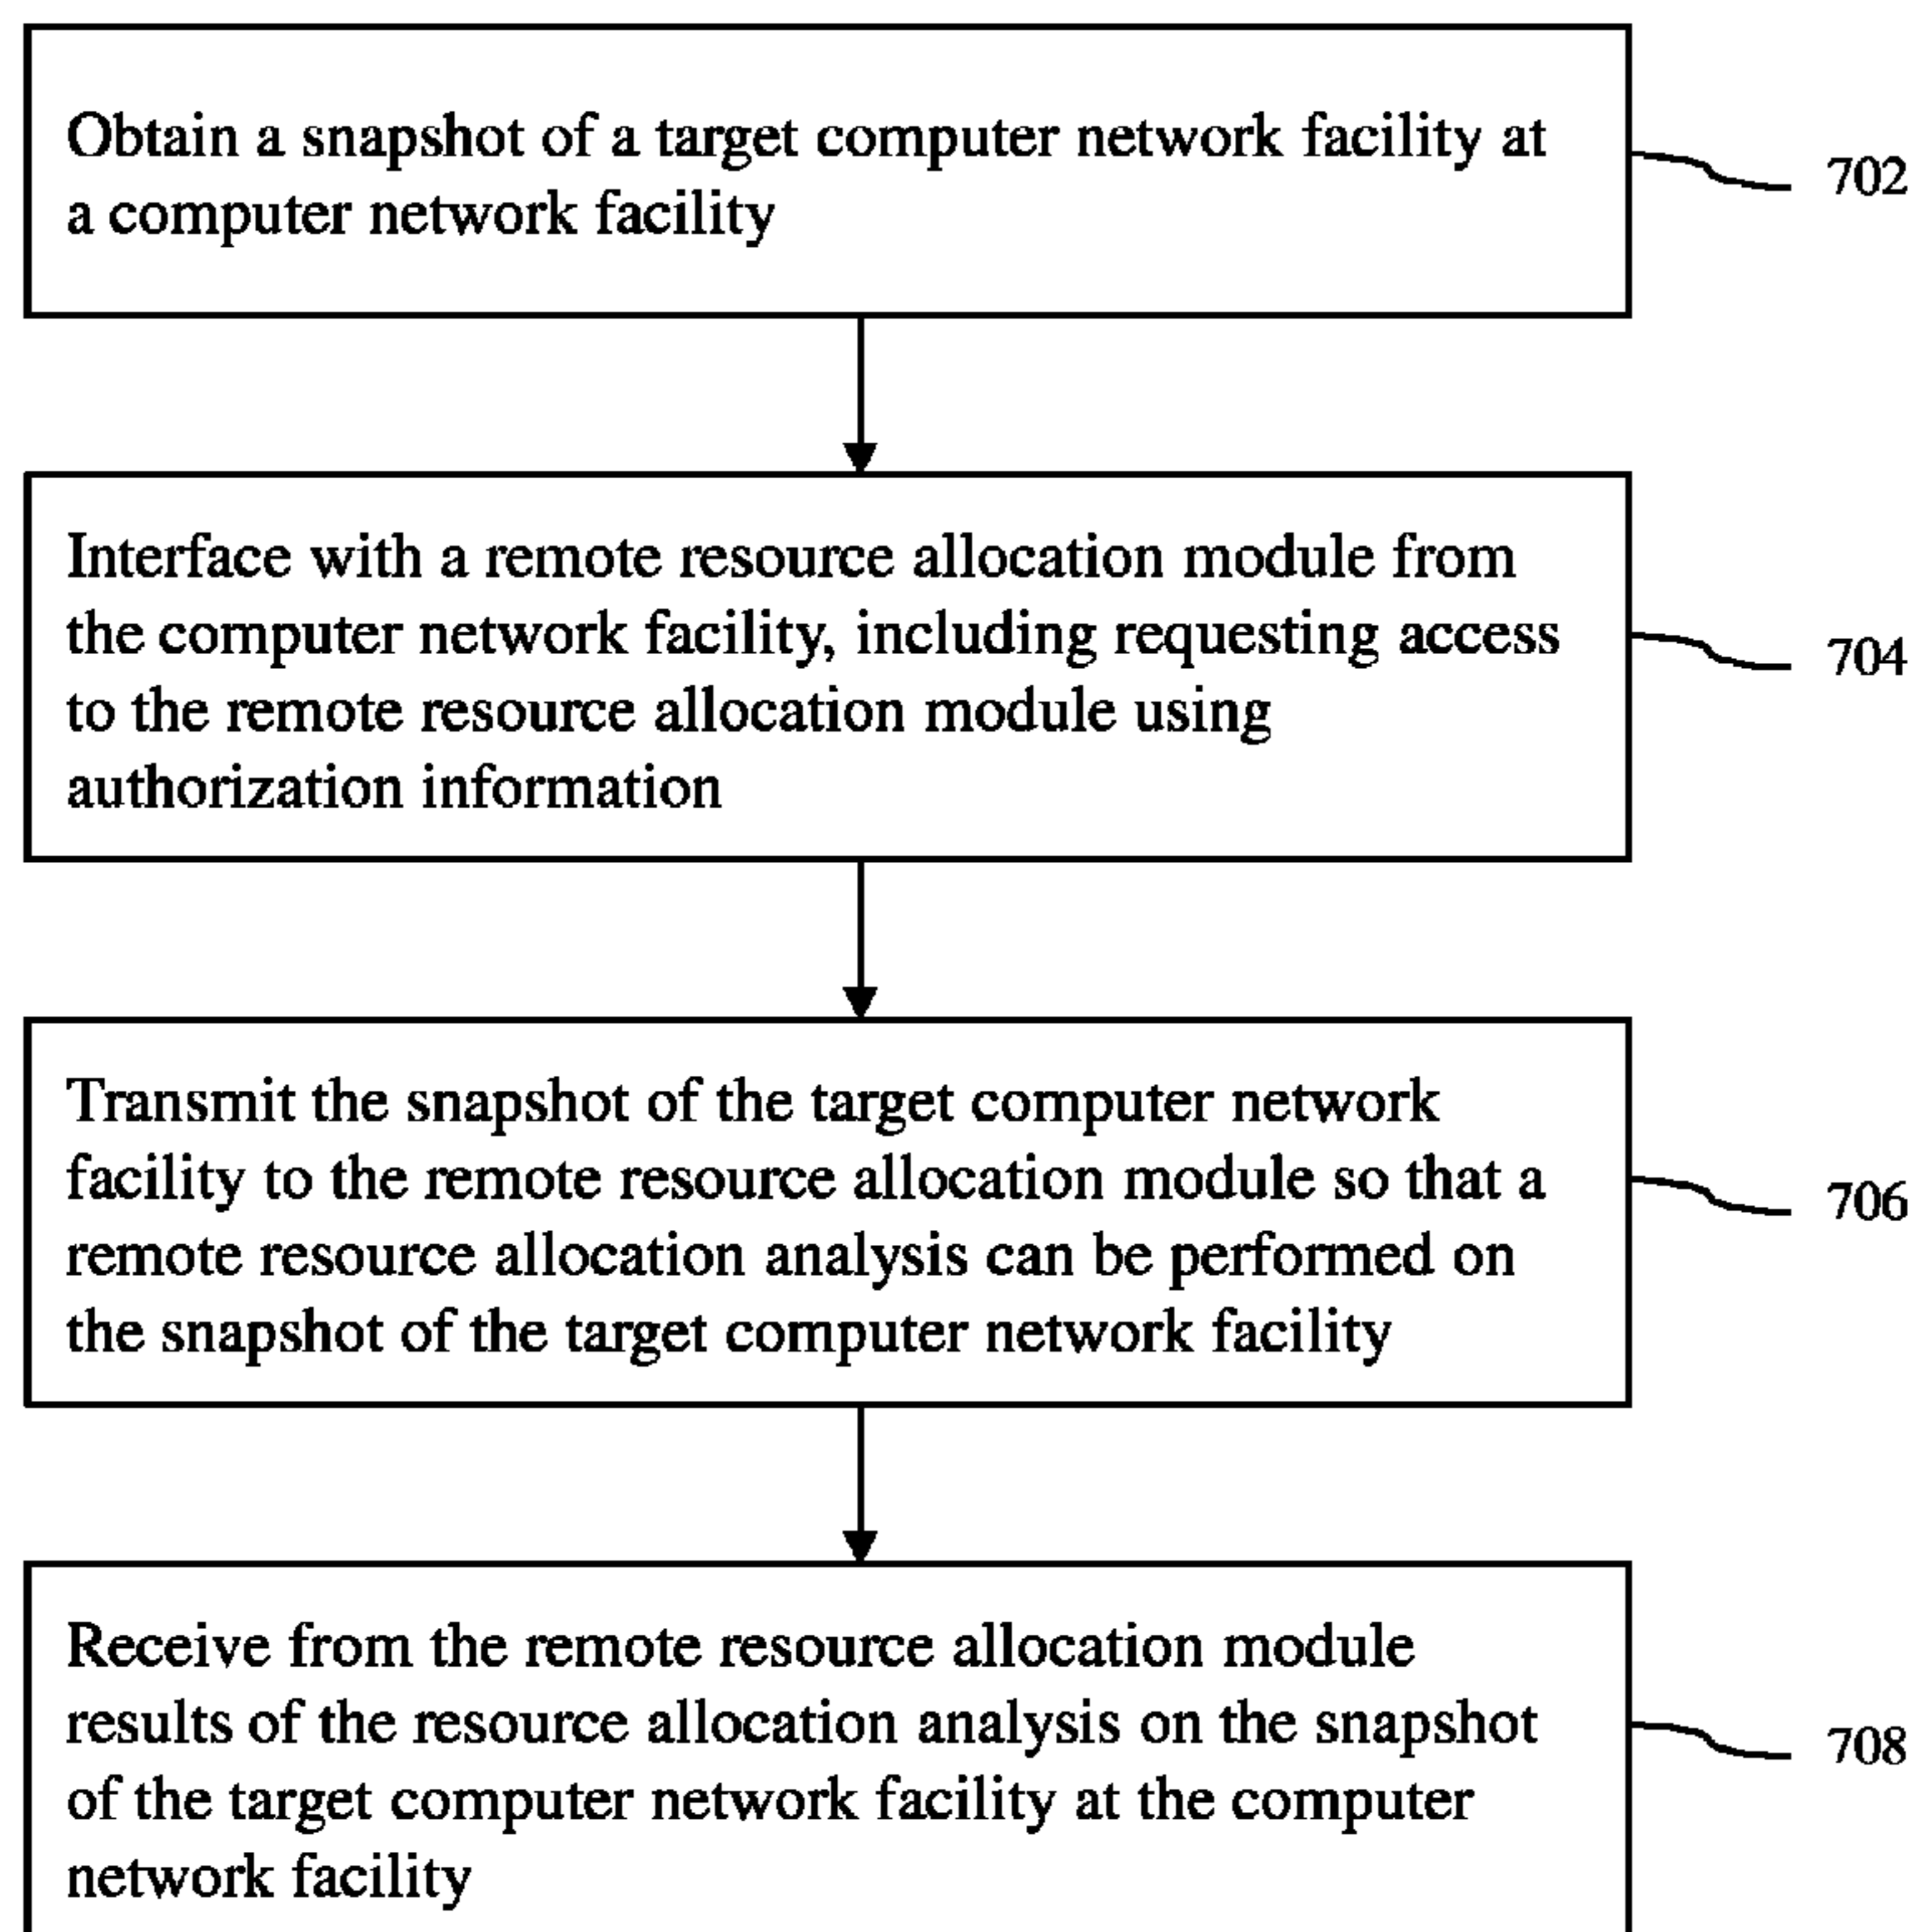 Obtain a snapshot of a target computer network facility at
a computer network facility
702
Interface with a remote resource allocation module from
the computer network facility, including requesting access
to the remote resource allocation module using
authorization information
704
Transmit the snapshot of the target computer network
facility to the remote resource allocation module so that a
remote resource allocation analysis can be performed on
the snapshot of the target computer network facility
706
Receive from the remote resource allocation module
results of the resource allocation analysis on the snapshot
of the target computer network facility at the computer
network facility
708